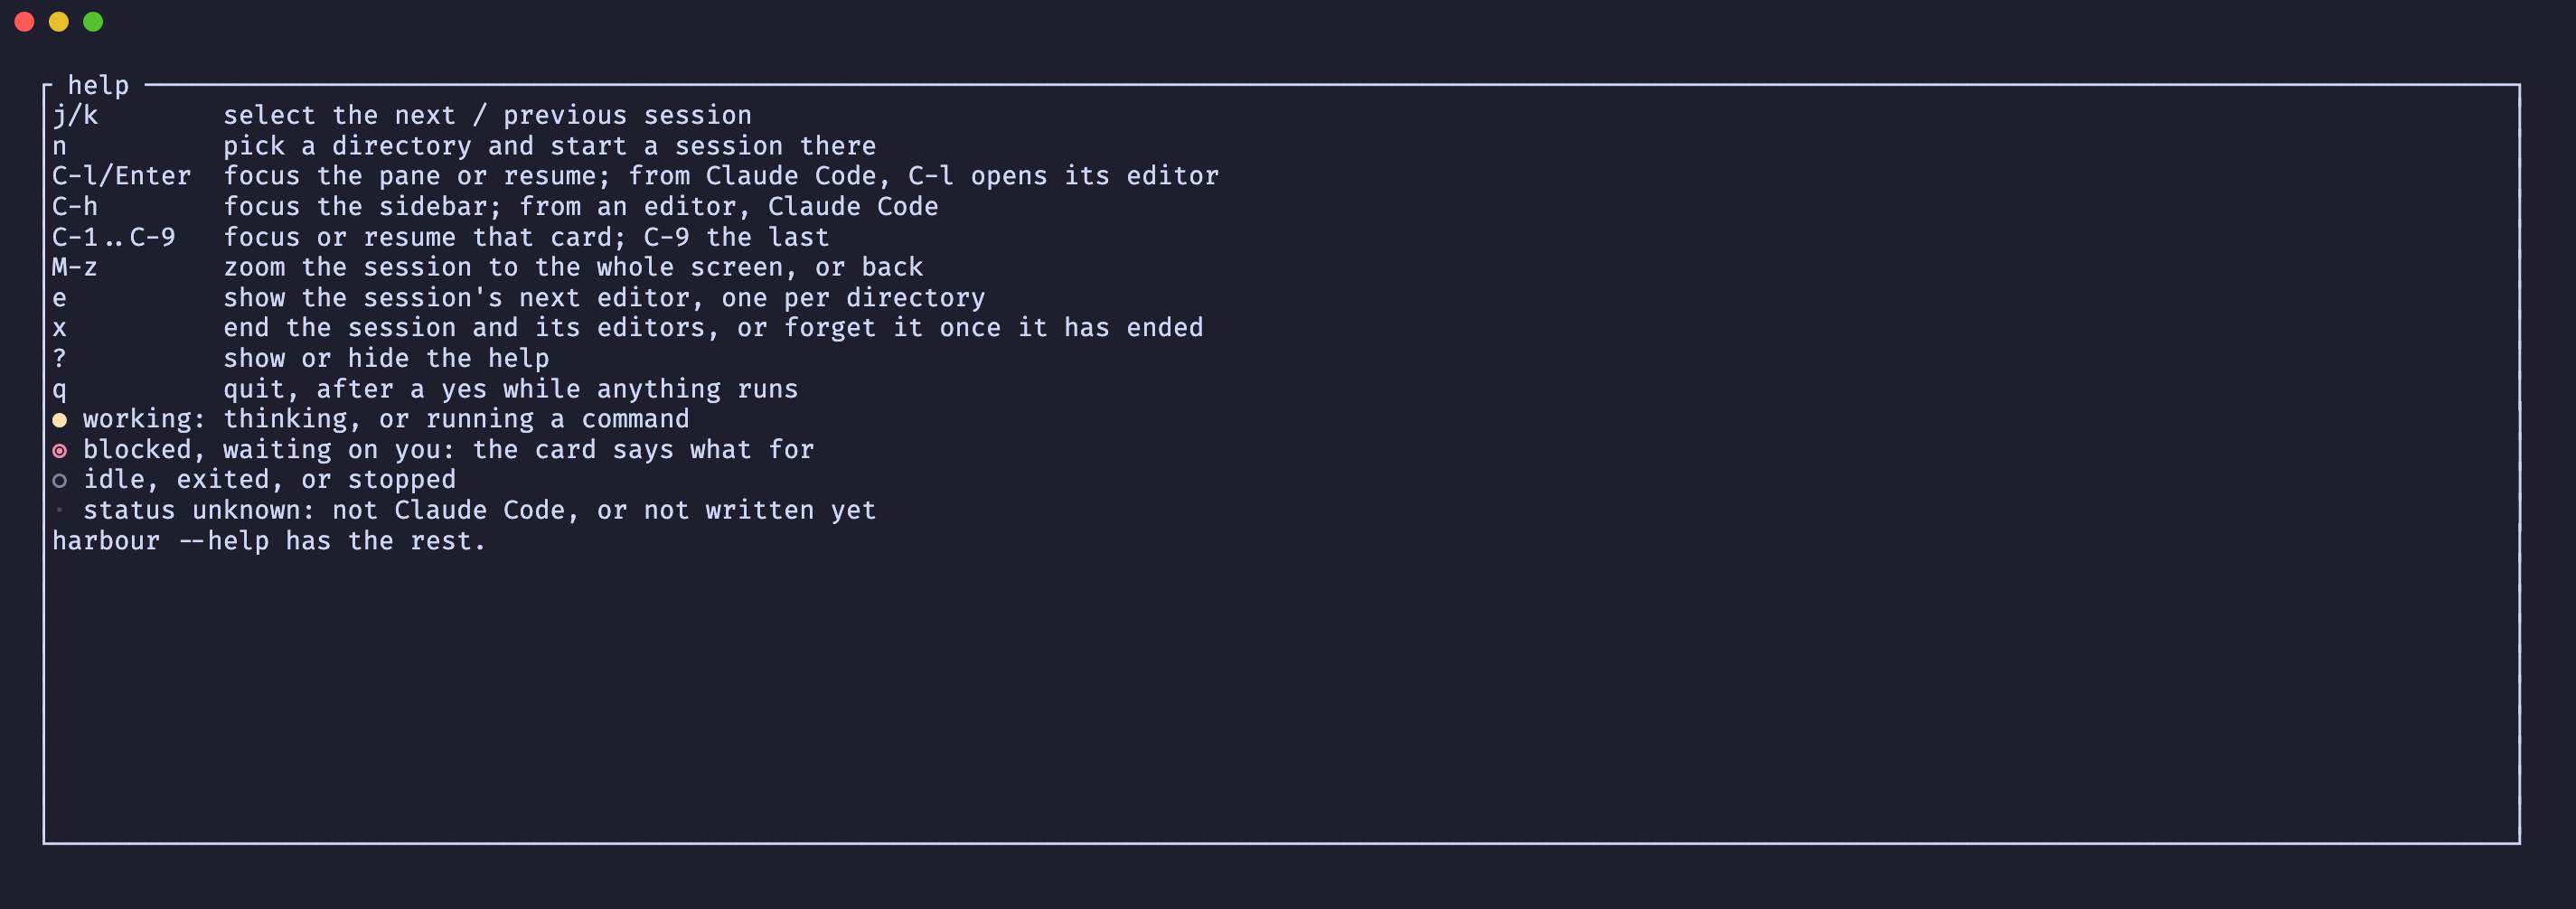 help
j/k select the next / previous session
n pick a directory and start a session there
C-l/Enter focus the pane or resume; from Claude Code, C-l opens its editor
C-h focus the sidebar; from an editor, Claude Code
C-1..C-9 focus or resume that card; C-9 the last
M-z zoom the session to the whole screen, or back
e show the session's next editor, one per directory
x end the session and its editors, or forget it once it has ended
? show or hide the help
q quit, after a yes while anything runs
● working: thinking, or running a command
◉ blocked, waiting on you: the card says what for
○ idle, exited, or stopped
· status unknown: not Claude Code, or not written yet
harbour --help has the rest.